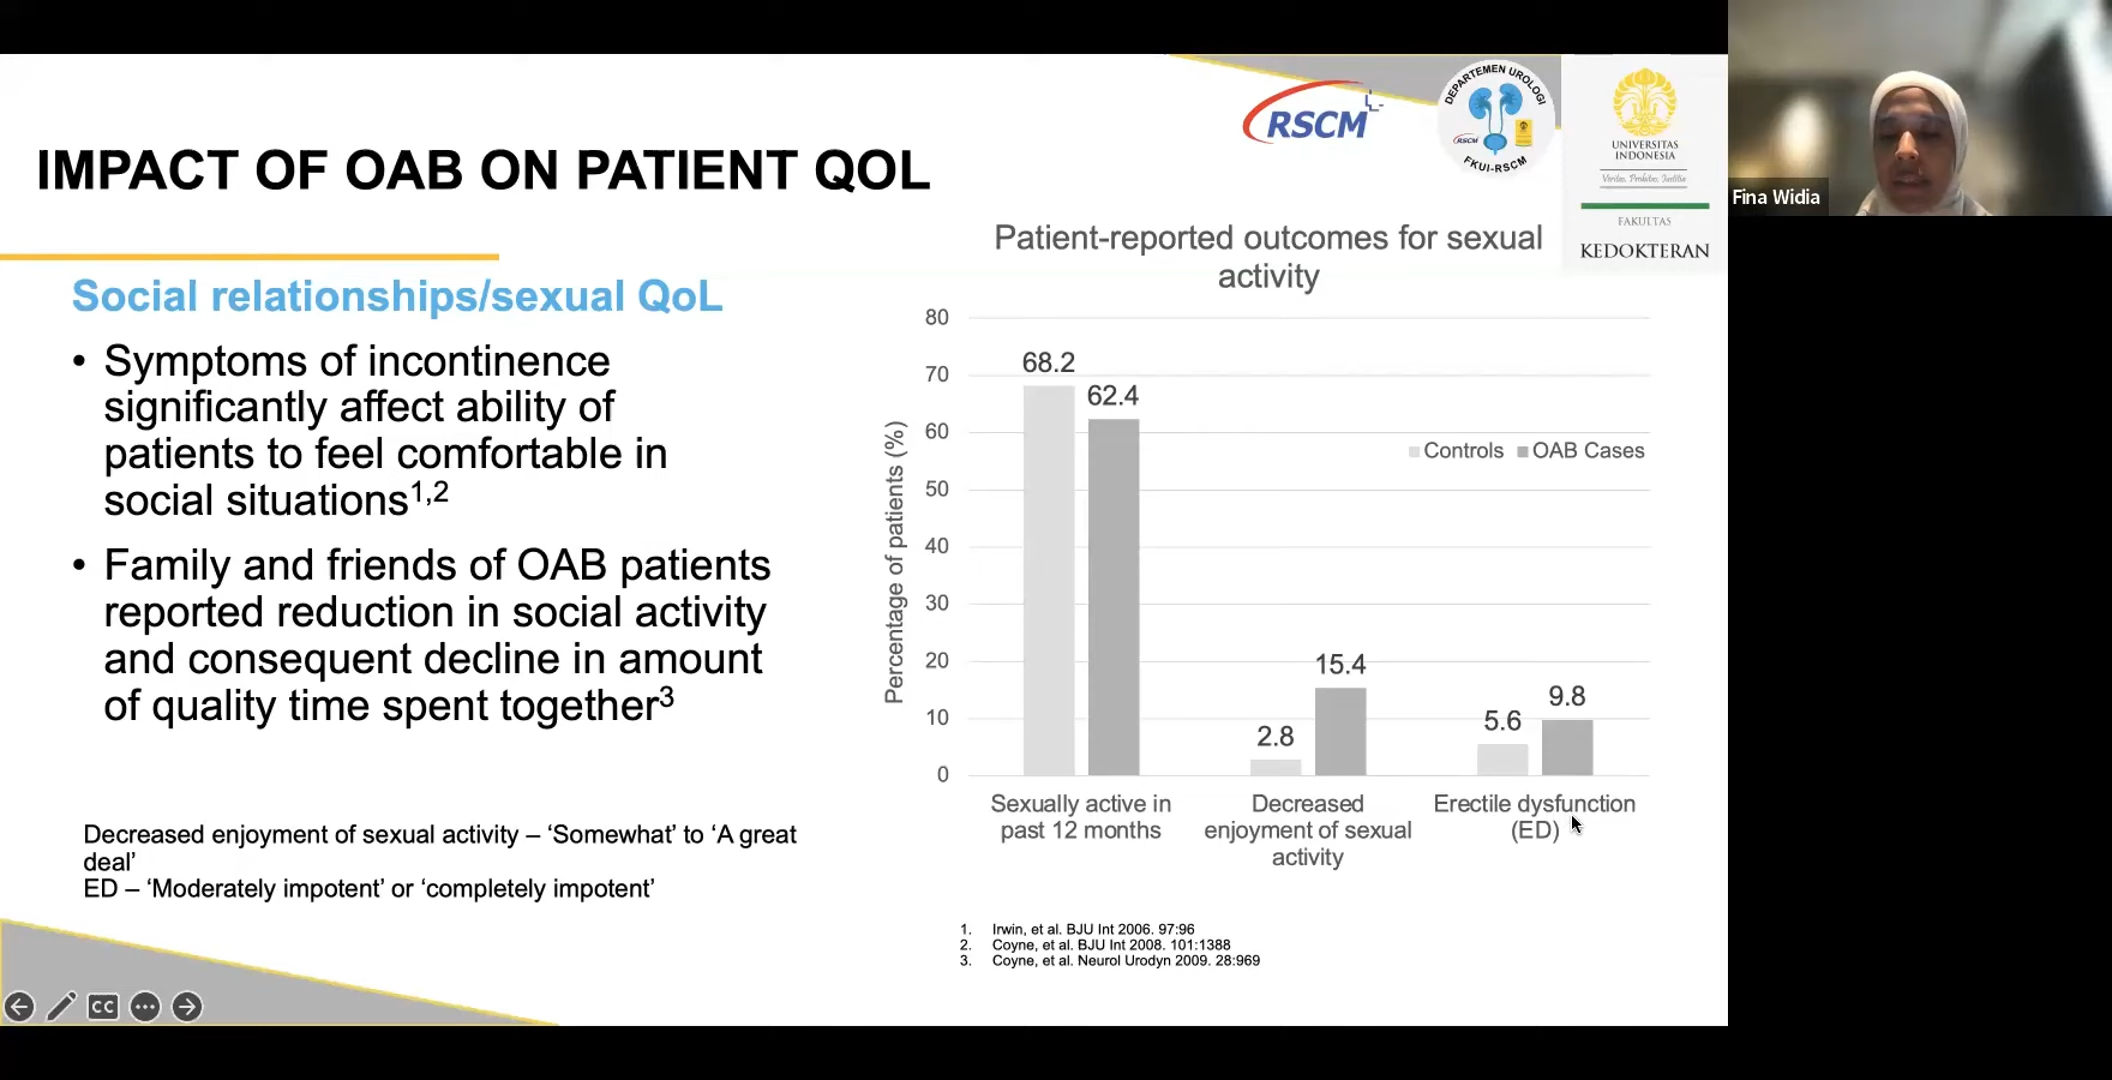 IMPACT OF OAB ON PATIENT QOL
RSCM
DEPARTEMEN UROLOGI
RSCM
FKUI-RSCM
UNIVERSITAS
INDONESIA
Veritas, Probitas, Iustitia
FAKULTAS
KEDOKTERAN
Fina Widia
Social relationships/sexual QoL
• Symptoms of incontinence
significantly affect ability of
patients to feel comfortable in
social situations1,2
• Family and friends of OAB patients
reported reduction in social activity
and consequent decline in amount
of quality time spent together3
Decreased enjoyment of sexual activity – ‘Somewhat’ to ‘A great
deal’
ED – ‘Moderately impotent’ or ‘completely impotent’
Patient-reported outcomes for sexual
activity
Percentage of patients (%)
80
70
60
50
40
30
20
10
0
68.2
62.4
2.8
15.4
5.6
9.8
Controls
OAB Cases
Sexually active in
past 12 months
Decreased
enjoyment of sexual
activity
Erectile dysfunction
(ED)
1. Irwin, et al. BJU Int 2006. 97:96
2. Coyne, et al. BJU Int 2008. 101:1388
3. Coyne, et al. Neurol Urodyn 2009. 28:969
CC